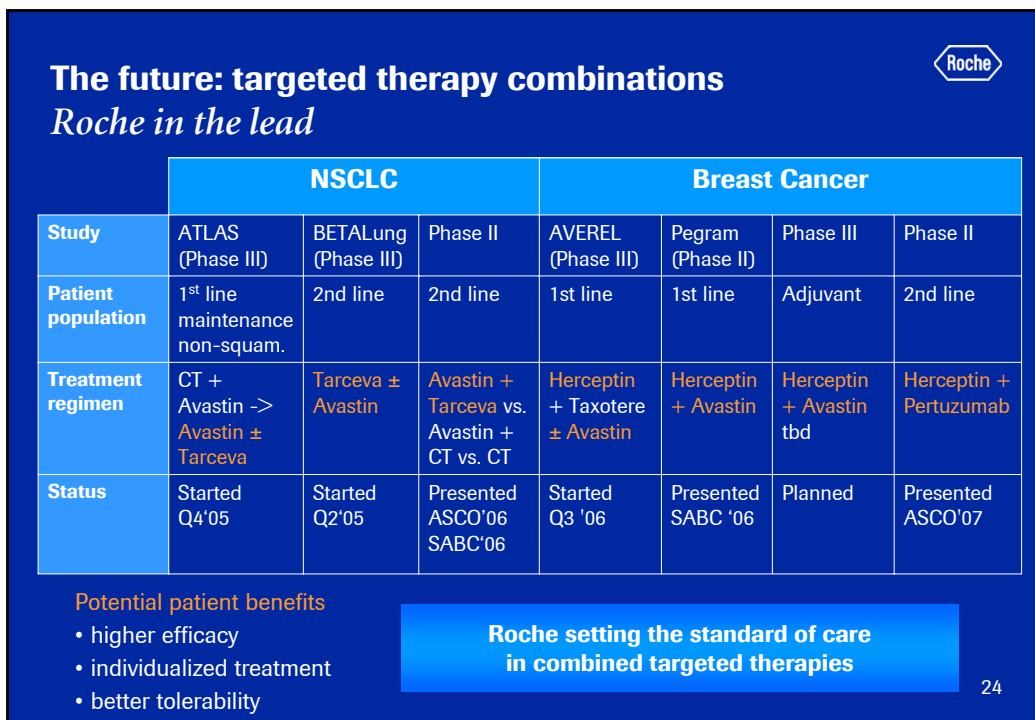 Roche
The future: targeted therapy combinations
Roche in the lead
NSCLC
Breast Cancer
Study
ATLAS
(Phase III)
BETALung
(Phase III)
Phase II
AVEREL
(Phase III)
Pegram
(Phase II)
Phase III
Phase II
Patient
population
1st line
maintenance
non-squam.
2nd line
2nd line
1st line
1st line
Adjuvant
2nd line
Treatment
regimen
CT +
Avastin ->
Avastin ±
Tarceva
Tarceva ±
Avastin
Avastin +
Tarceva vs.
Avastin +
CT vs. CT
Herceptin
+ Taxotere
± Avastin
Herceptin
+ Avastin
Herceptin
+ Avastin
tbd
Herceptin +
Pertuzumab
Status
Started
Q4‘05
Started
Q2‘05
Presented
ASCO’06
SABC‘06
Started
Q3 '06
Presented
SABC ‘06
Planned
Presented
ASCO'07
Potential patient benefits
• higher efficacy
• individualized treatment
• better tolerability
Roche setting the standard of care
in combined targeted therapies
24